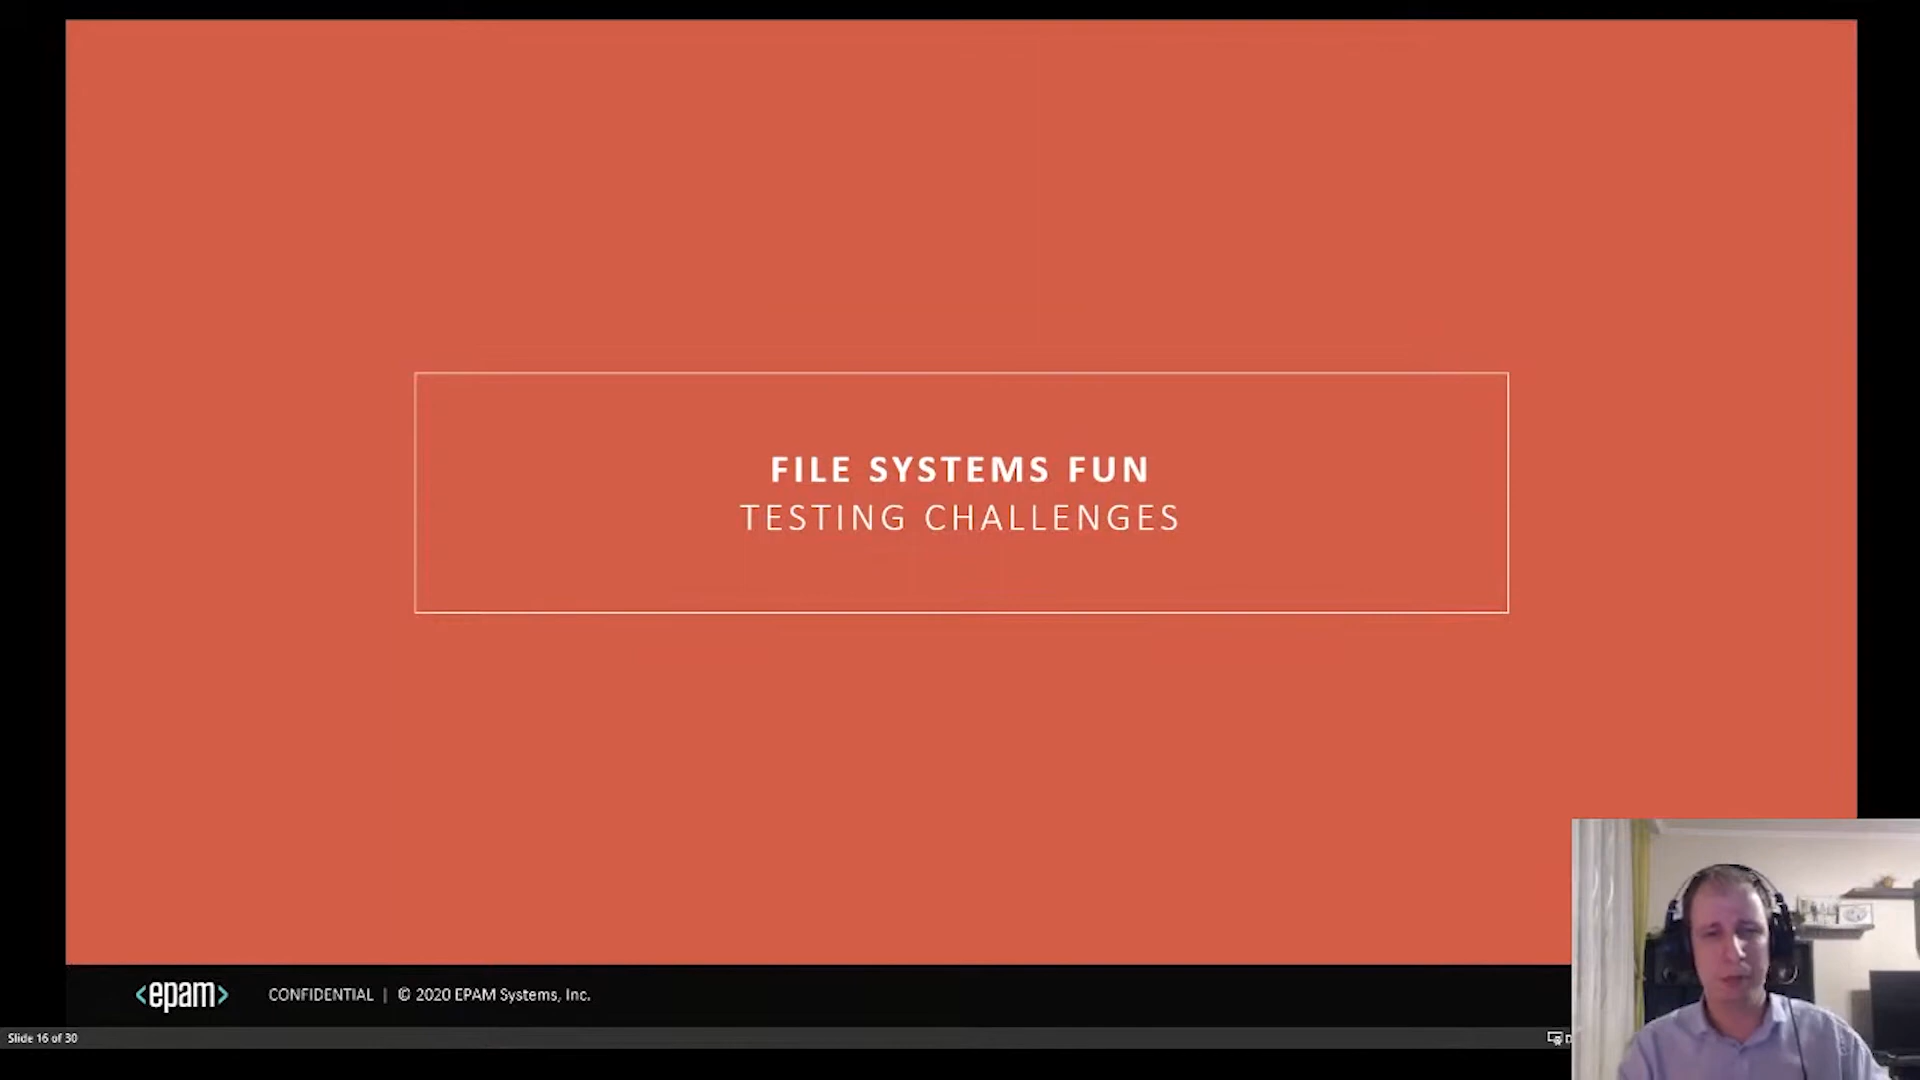 FILE SYSTEMS FUN
TESTING CHALLENGES
<epam> CONFIDENTIAL | © 2020 EPAM Systems, Inc.
Slide 16 of 30